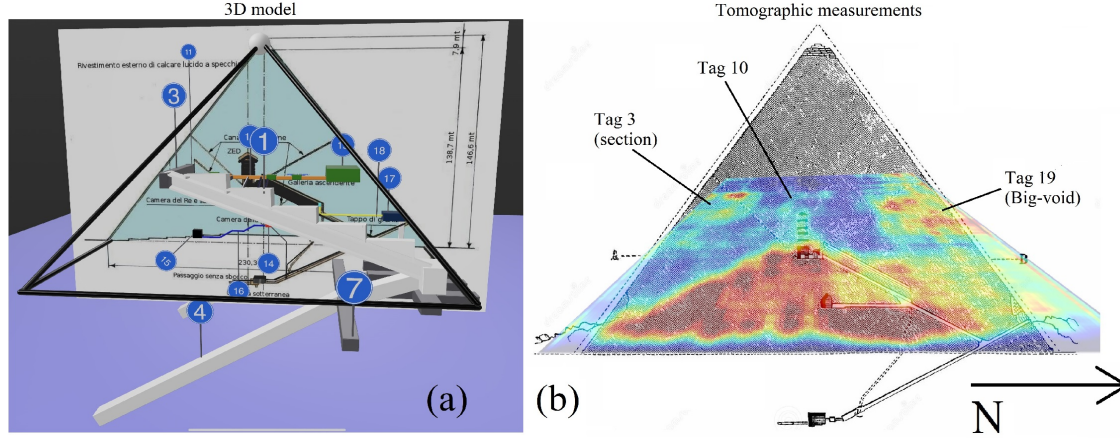 3D model
Tomographic measurements
11
Rivestimento esterno di calcare lucido a specchio
7,9 mt
3
ZED
1
18
17
138,7 mt
146,6 mt
Galleria ascendente
Camera del Re e
Tappo di
15
230,3
14
Passaggio senza sbocco
16
sotterranea
7
4
(a)
Tag 10
Tag 3
(section)
Tag 19
(Big-void)
(b)
N